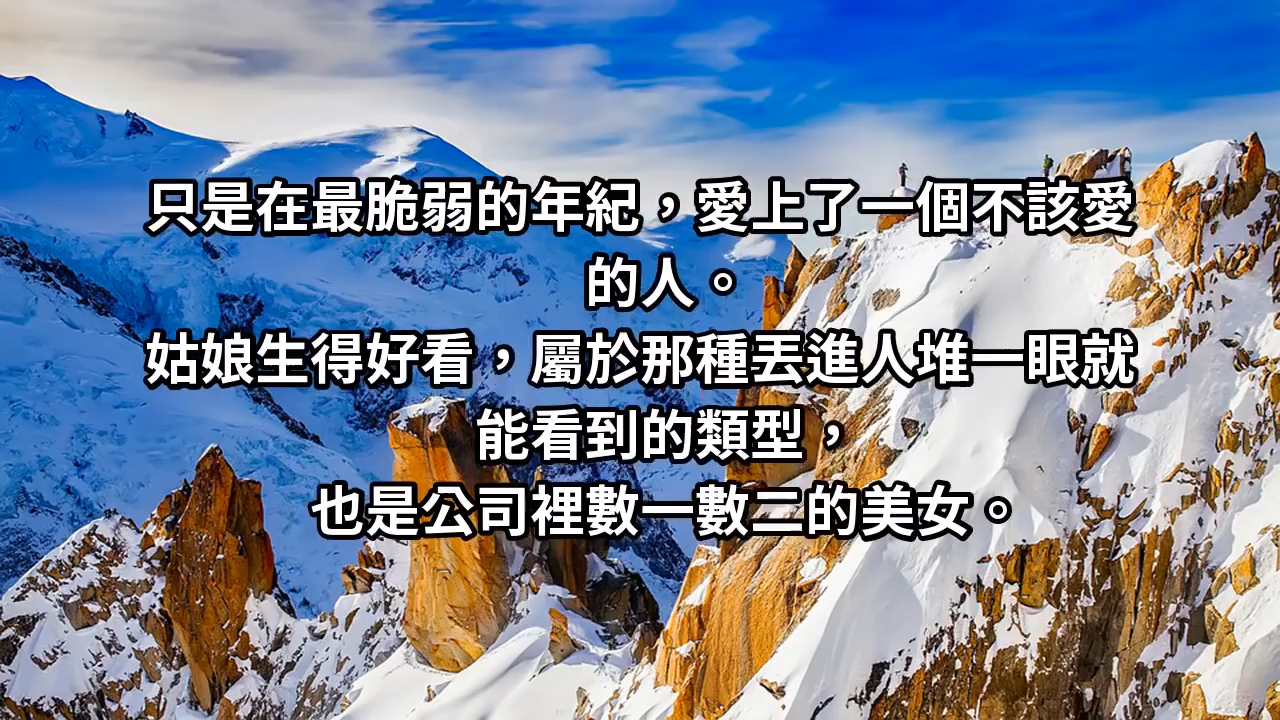 只是在最脆弱的年紀，愛上了一個不該愛
的人。
姑娘生得好看，屬於那種丟進人堆一眼就
能看到的類型，
也是公司裡數一數二的美女。